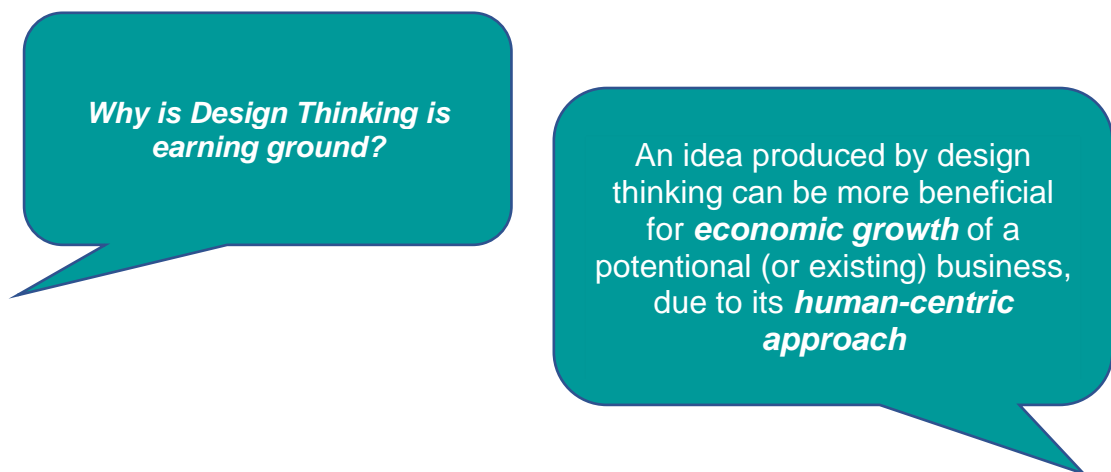 Why is Design Thinking is
earning ground?
An idea produced by design
thinking can be more beneficial
for economic growth of a
potentional (or existing) business,
due to its human-centric
approach